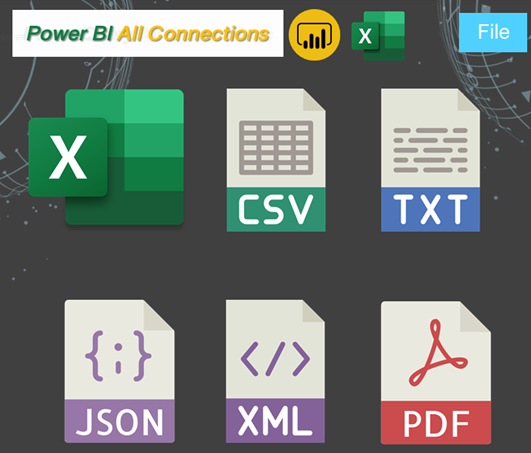 Power BI All Connections
X
File
X
CSV
TXT
{;}
JSON
</>
XML
PDF